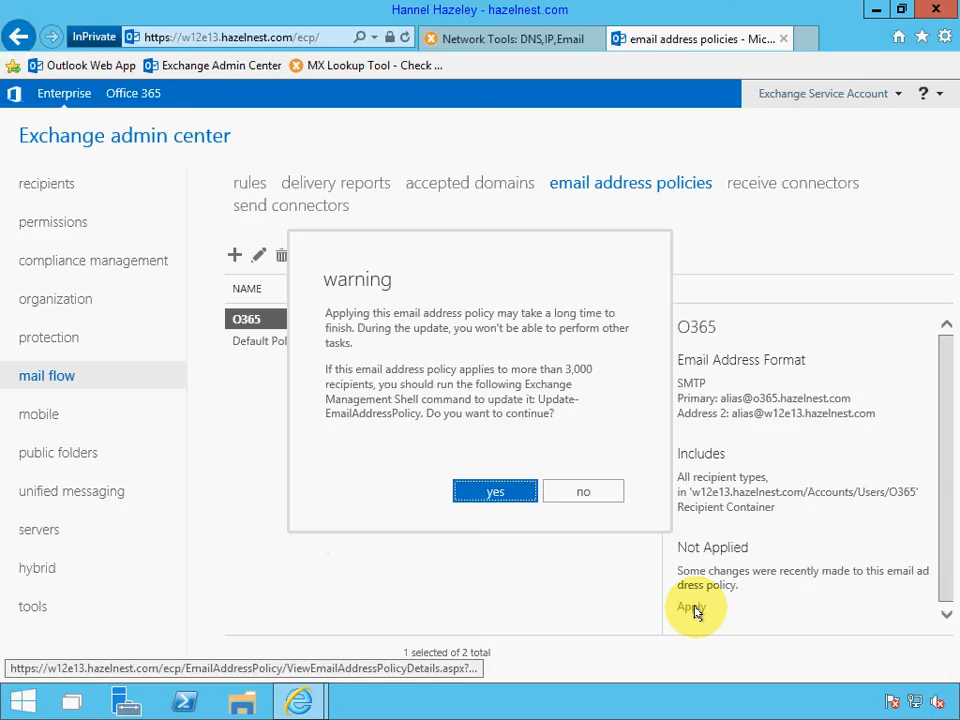 Hannel Hazeley - hazelnest.com
InPrivate
https://w12e13.hazelnest.com/ecp/
Network Tools: DNS,IP,Email
email address policies - Mic...
Outlook Web App
Exchange Admin Center
MX Lookup Tool - Check ...
Enterprise
Office 365
Exchange Service Account
?
Exchange admin center
recipients
permissions
compliance management
organization
protection
mail flow
mobile
public folders
unified messaging
servers
hybrid
tools
rules
delivery reports
accepted domains
email address policies
receive connectors
send connectors
NAME
O365
Default Pol
warning
Applying this email address policy may take a long time to
finish. During the update, you won't be able to perform other
tasks.
If this email address policy applies to more than 3,000
recipients, you should run the following Exchange
Management Shell command to update it: Update-
EmailAddressPolicy. Do you want to continue?
yes
no
O365
Email Address Format
SMTP
Primary: alias@o365.hazelnest.com
Address 2: alias@w12e13.hazelnest.com
Includes
All recipient types,
in 'w12e13.hazelnest.com/Accounts/Users/O365'
Recipient Container
Not Applied
Some changes were recently made to this email ad
dress policy.
Apply
1 selected of 2 total
https://w12e13.hazelnest.com/ecp/EmailAddressPolicy/ViewEmailAddressPolicyDetails.aspx?...